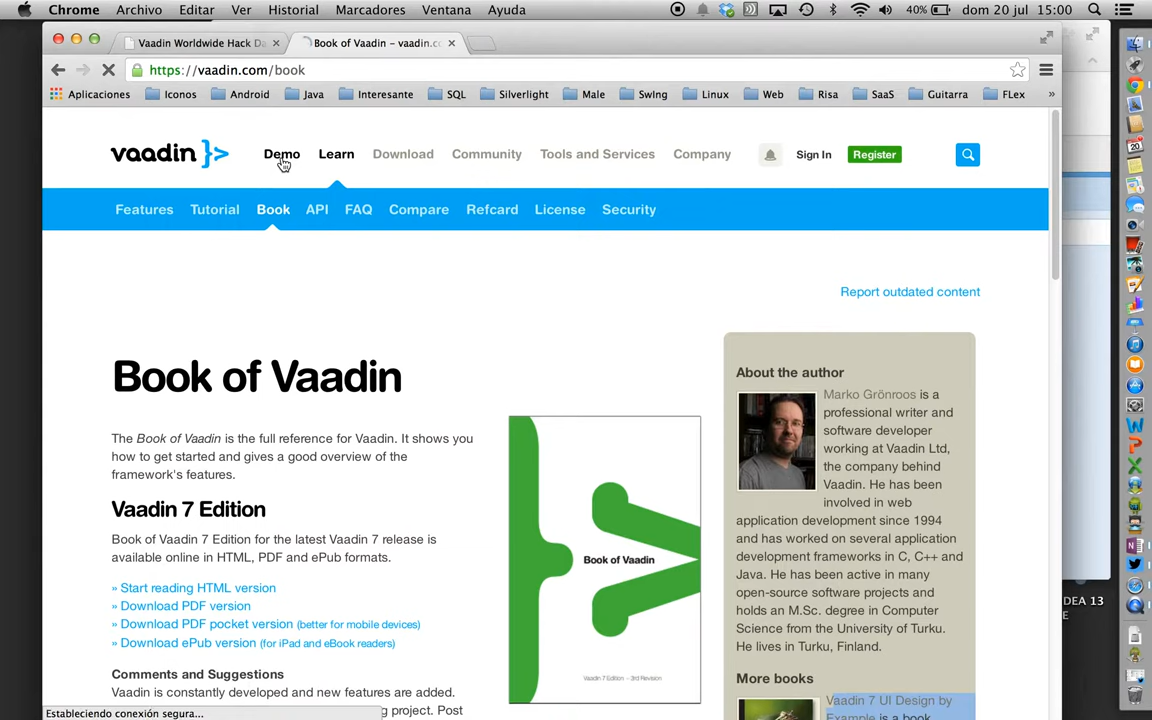 Chrome Archivo Editar Ver Historial Marcadores Ventana Ayuda 40% dom 20 jul 15:00
Vaadin Worldwide Hack Da
Book of Vaadin – vaadin.co
https://vaadin.com/book
Aplicaciones Iconos Android Java Interesante SQL Silverlight Male SwIng Linux Web Risa SaaS Guitarra FLex »
vaadin }> Demo Learn Download Community Tools and Services Company Sign In Register
Features Tutorial Book API FAQ Compare Refcard License Security
Report outdated content
Book of Vaadin
The Book of Vaadin is the full reference for Vaadin. It shows you
how to get started and gives a good overview of the
framework's features.
Vaadin 7 Edition
Book of Vaadin 7 Edition for the latest Vaadin 7 release is
available online in HTML, PDF and ePub formats.
» Start reading HTML version
» Download PDF version
» Download PDF pocket version (better for mobile devices)
» Download ePub version (for iPad and eBook readers)
Comments and Suggestions
Vaadin is constantly developed and new features are added.
g project. Post
Estableciendo conexión segura...
Book of Vaadin
Vaadin 7 Edition – 3rd Revision
About the author
Marko Grönroos is a
professional writer and
software developer
working at Vaadin Ltd,
the company behind
Vaadin. He has been
involved in web
application development since 1994
and has worked on several application
development frameworks in C, C++ and
Java. He has been active in many
open-source software projects and
holds an M.Sc. degree in Computer
Science from the University of Turku.
He lives in Turku, Finland.
More books
Vaadin 7 UI Design by
Example is a book
DEA 13
E